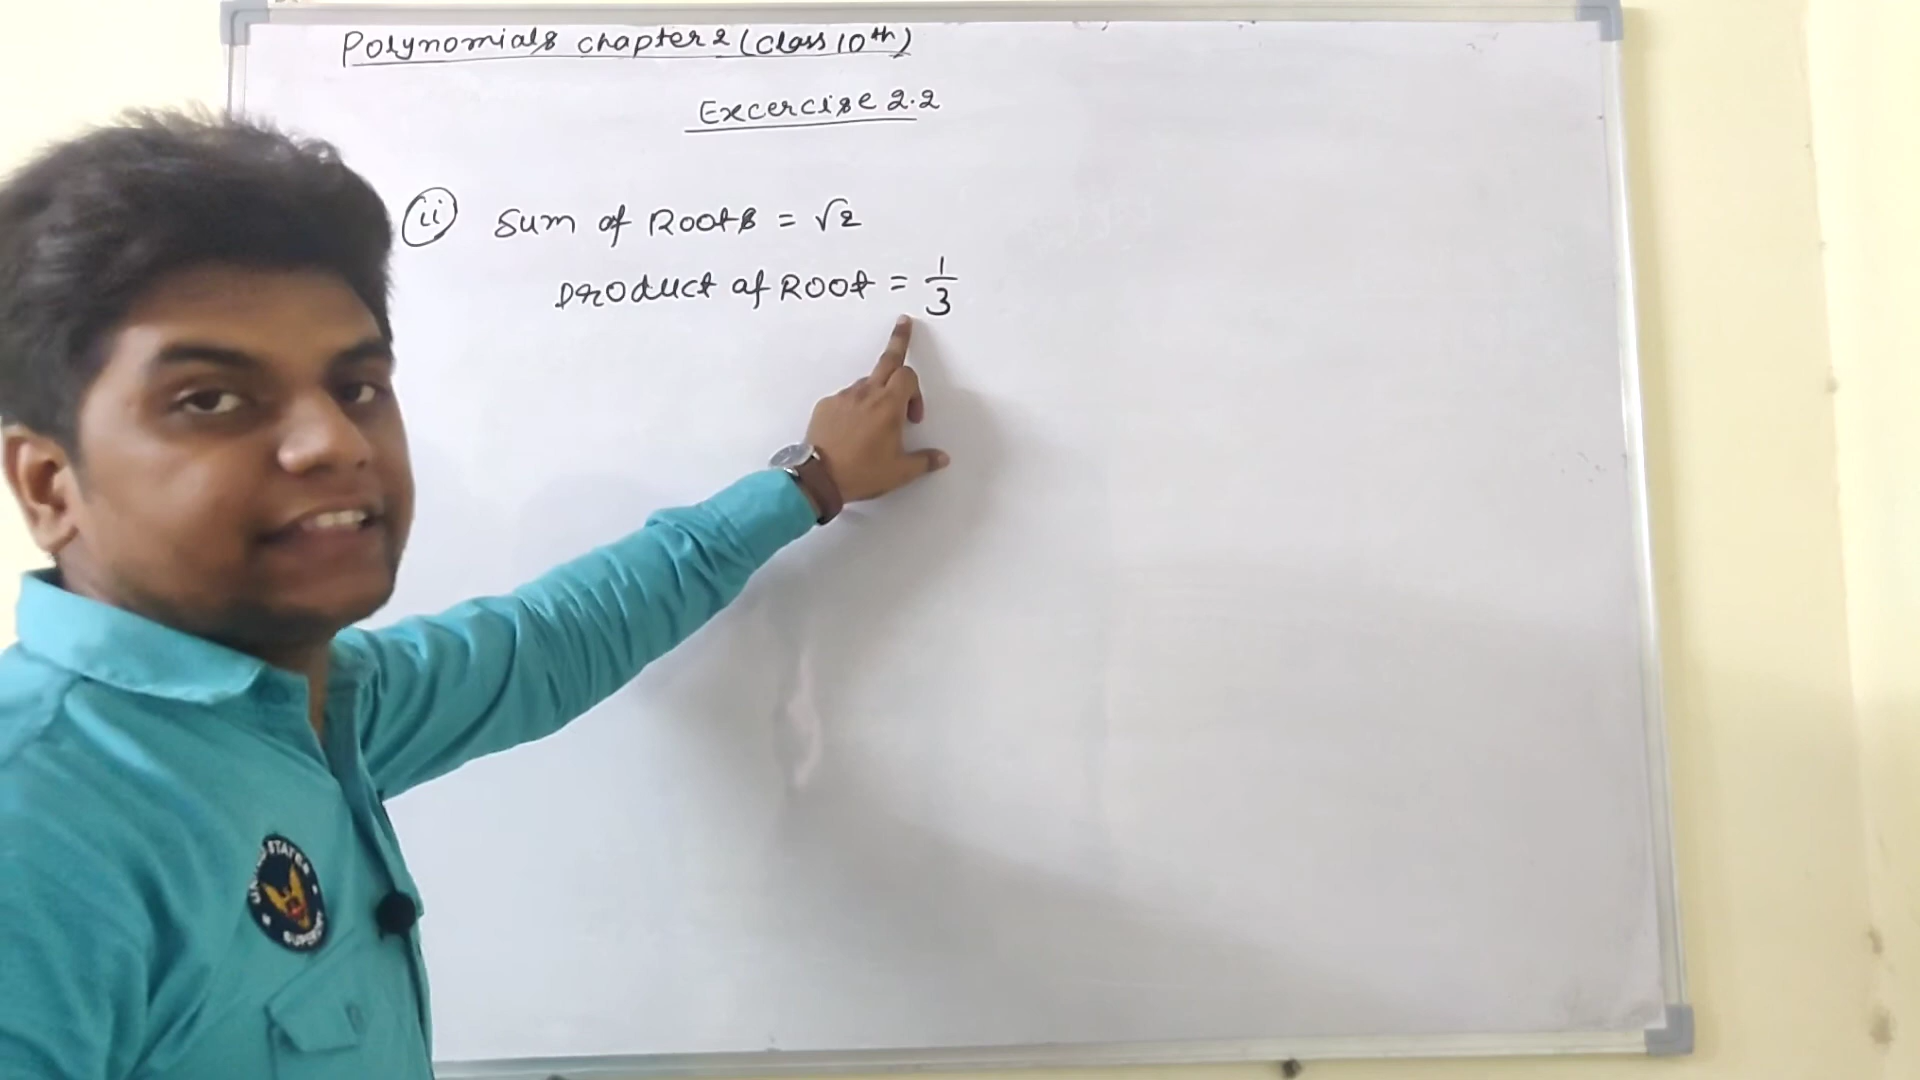 Polynomials chapter 2 (Class 10th)
Excercise 2.2
(ii) Sum of Roots = √2
product of Root = 1/3